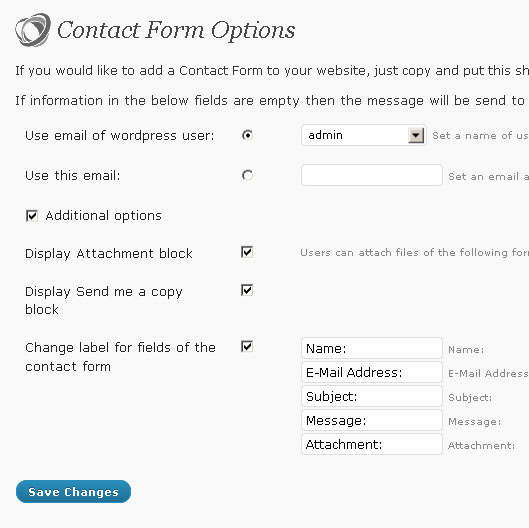 Contact Form Options
If you would like to add a Contact Form to your website, just copy and put this
If information in the below fields are empty then the message will be send to
Use email of wordpress user: admin Set a name of
Use this email: Set an email
Additional options
Display Attachment block Users can attach files of the following
Display Send me a copy
block
Change label for fields of the
contact form
Name: Name:
E-Mail Address: E-Mail Address
Subject: Subject:
Message: Message:
Attachment: Attachment:
Save Changes